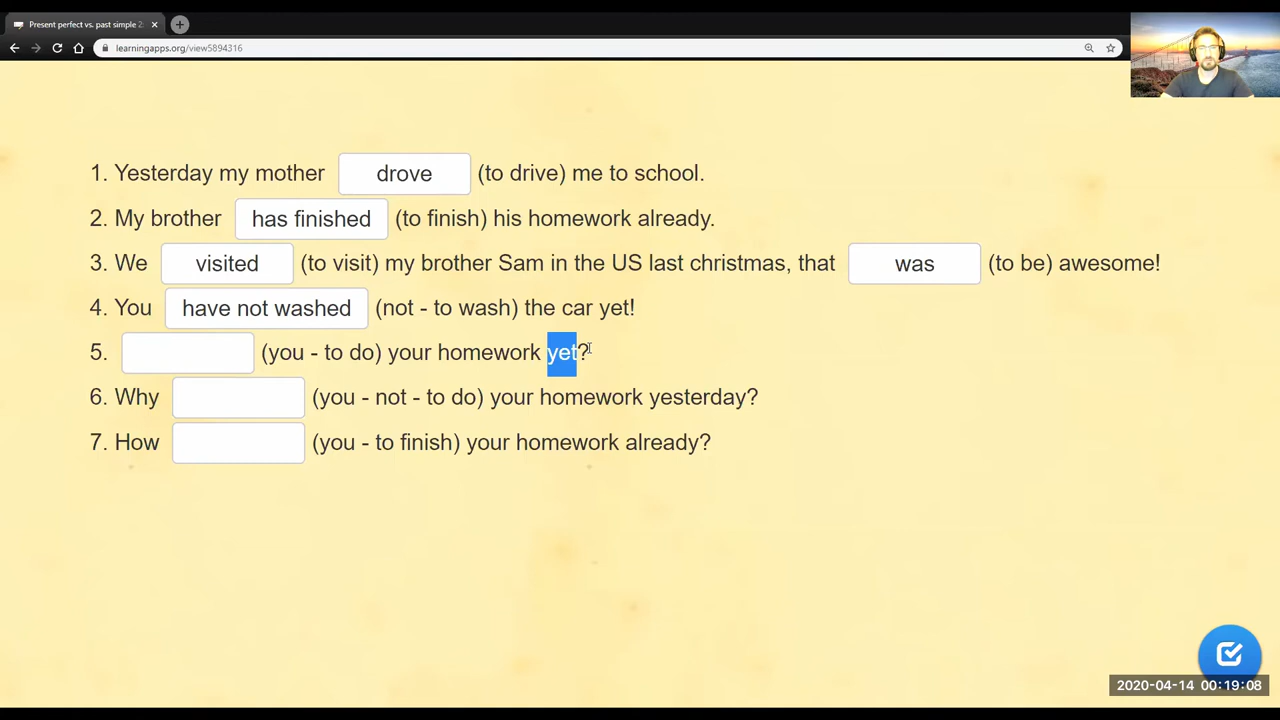 Present perfect vs. past simple 2
learningapps.org/view5894316
1. Yesterday my mother drove (to drive) me to school.
2. My brother has finished (to finish) his homework already.
3. We visited (to visit) my brother Sam in the US last christmas, that was (to be) awesome!
4. You have not washed (not - to wash) the car yet!
5. (you - to do) your homework yet?
6. Why (you - not - to do) your homework yesterday?
7. How (you - to finish) your homework already?
2020-04-14 00:19:08